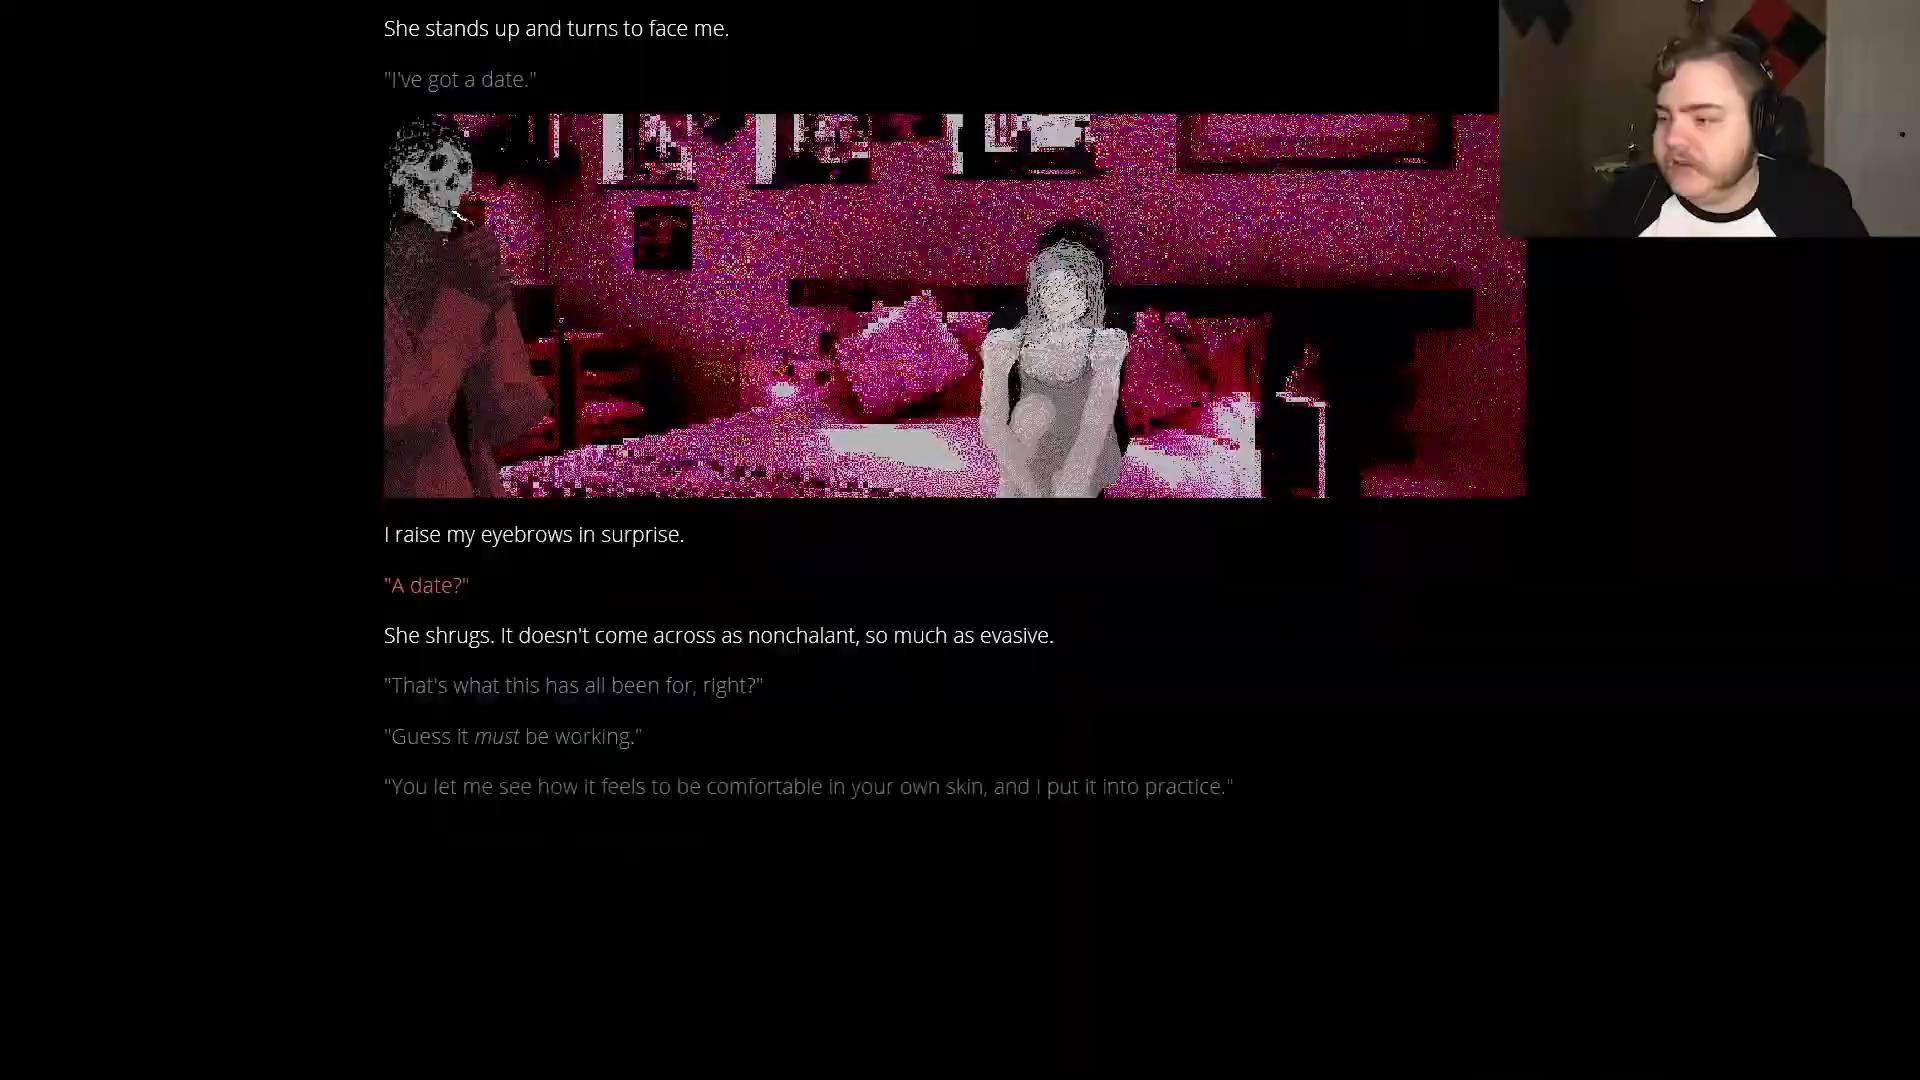 She stands up and turns to face me.
"I've got a date."
I raise my eyebrows in surprise.
"A date?"
She shrugs. It doesn't come across as nonchalant, so much as evasive.
"That's what this has all been for, right?"
"Guess it must be working."
"You let me see how it feels to be comfortable in your own skin, and I put it into practice."